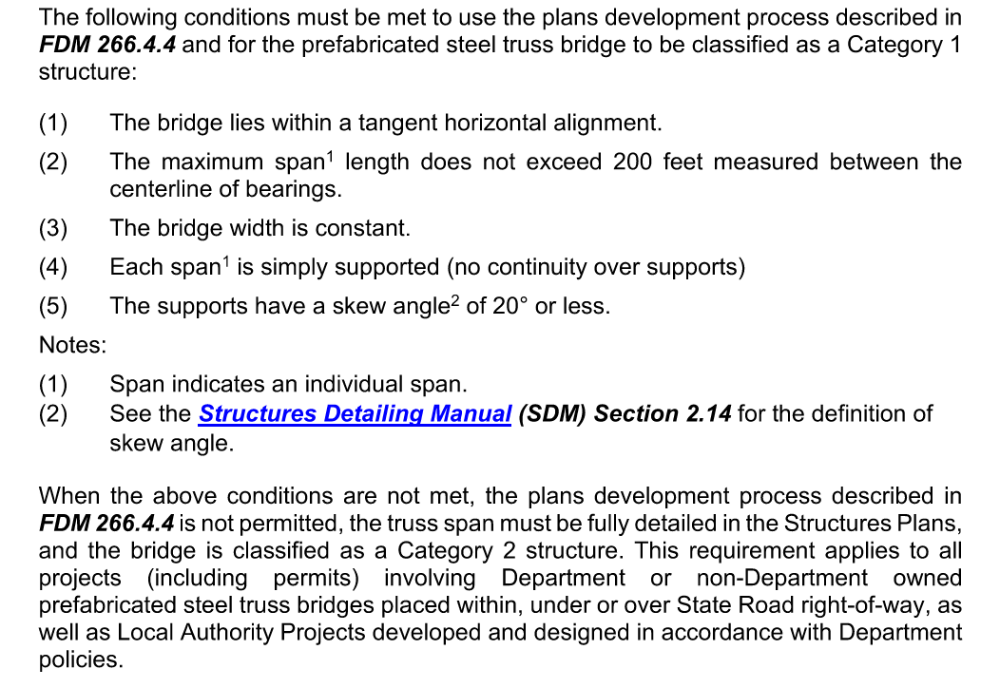 The following conditions must be met to use the plans development process described in
FDM 266.4.4 and for the prefabricated steel truss bridge to be classified as a Category 1
structure:
(1) The bridge lies within a tangent horizontal alignment.
(2) The maximum span¹ length does not exceed 200 feet measured between the
centerline of bearings.
(3) The bridge width is constant.
(4) Each span¹ is simply supported (no continuity over supports)
(5) The supports have a skew angle² of 20° or less.
Notes:
(1) Span indicates an individual span.
(2) See the Structures Detailing Manual (SDM) Section 2.14 for the definition of
skew angle.
When the above conditions are not met, the plans development process described in
FDM 266.4.4 is not permitted, the truss span must be fully detailed in the Structures Plans,
and the bridge is classified as a Category 2 structure. This requirement applies to all
projects (including permits) involving Department or non-Department owned
prefabricated steel truss bridges placed within, under or over State Road right-of-way, as
well as Local Authority Projects developed and designed in accordance with Department
policies.